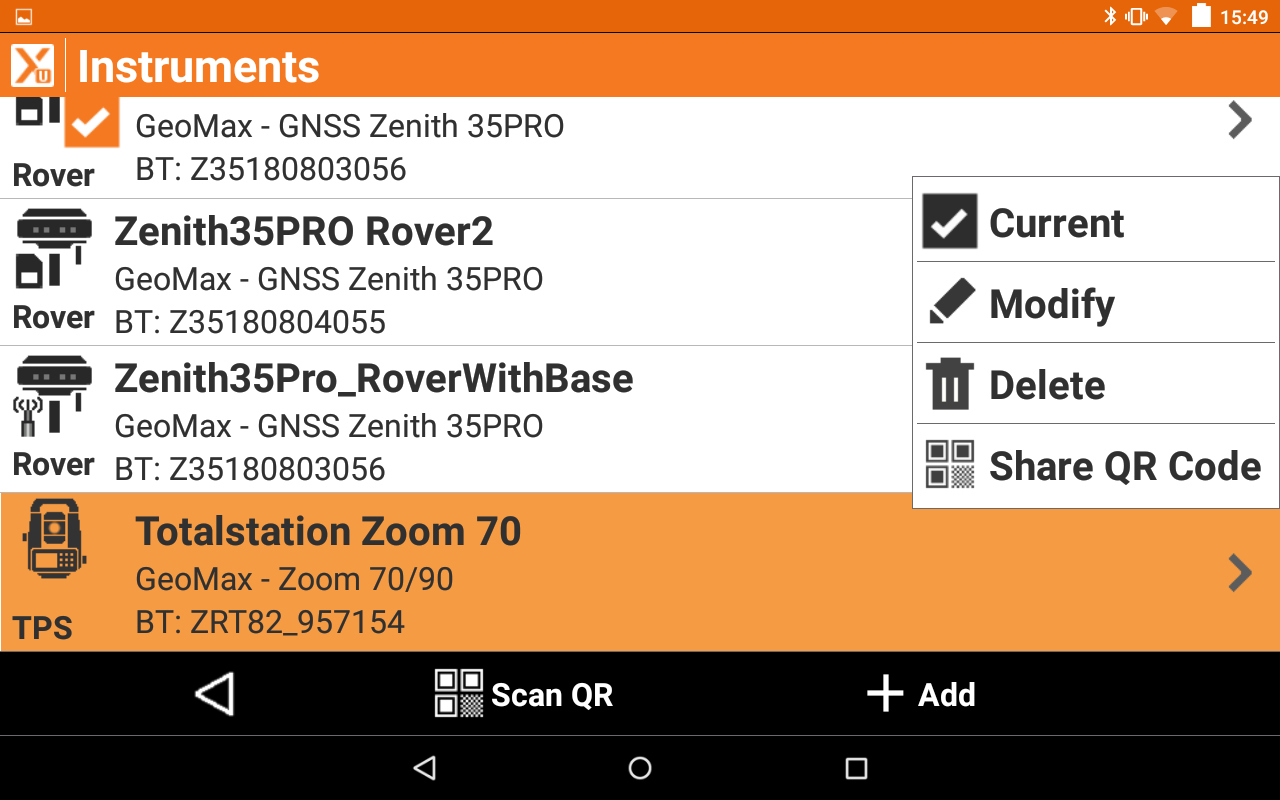 15:49
XU Instruments
GeoMax - GNSS Zenith 35PRO
BT: Z35180803056
Rover
Zenith35PRO Rover2
GeoMax - GNSS Zenith 35PRO
BT: Z35180804055
Rover
Zenith35Pro_RoverWithBase
GeoMax - GNSS Zenith 35PRO
BT: Z35180803056
Rover
Totalstation Zoom 70
GeoMax - Zoom 70/90
BT: ZRT82_957154
TPS
Current
Modify
Delete
Share QR Code
Scan QR
Add